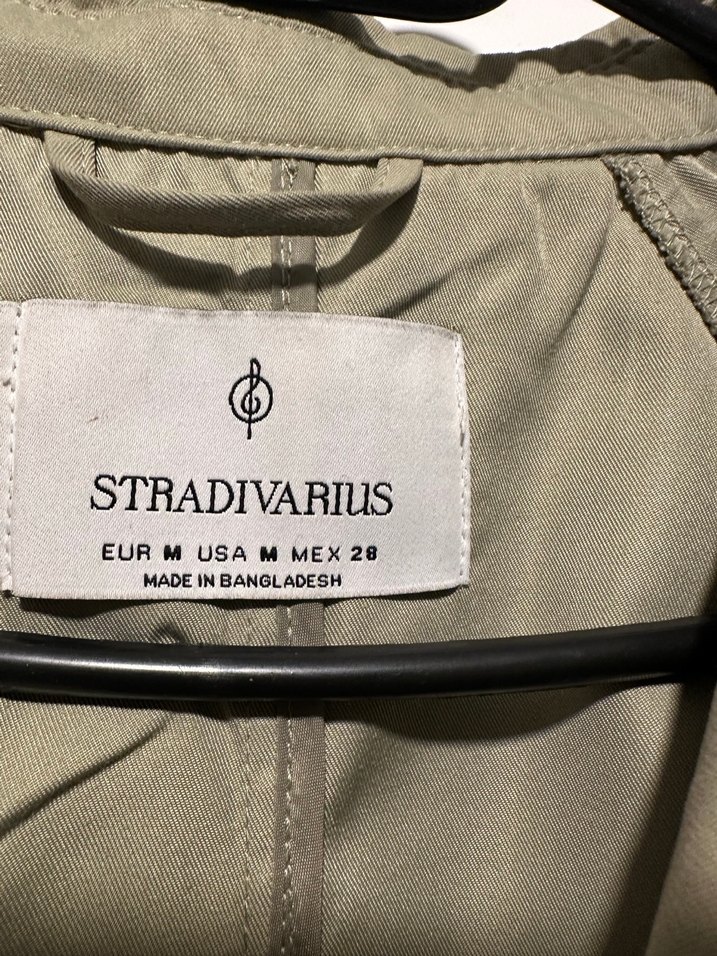 STRADIVARIUS
EUR M USA M MEX 28
MADE IN BANGLADESH